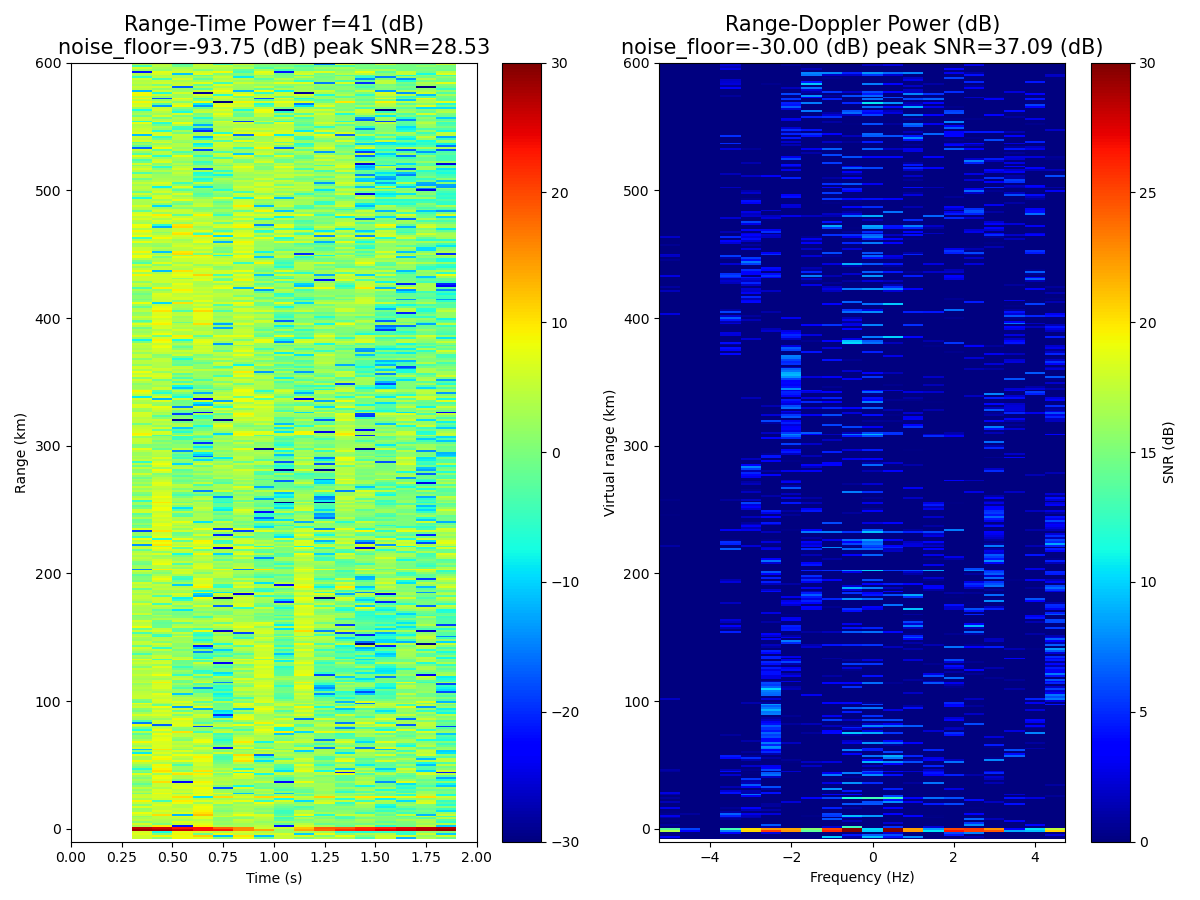 Range-Time Power f=41 (dB)
noise_floor=-93.75 (dB) peak SNR=28.53
600
500
400
300
200
100
0
Range (km)
0.00 0.25 0.50 0.75 1.00 1.25 1.50 1.75 2.00
Time (s)
30
20
10
0
−10
−20
−30
Range-Doppler Power (dB)
noise_floor=-30.00 (dB) peak SNR=37.09 (dB)
600
500
400
300
200
100
0
Virtual range (km)
−4 −2 0 2 4
Frequency (Hz)
30
25
20
15
10
5
0
SNR (dB)